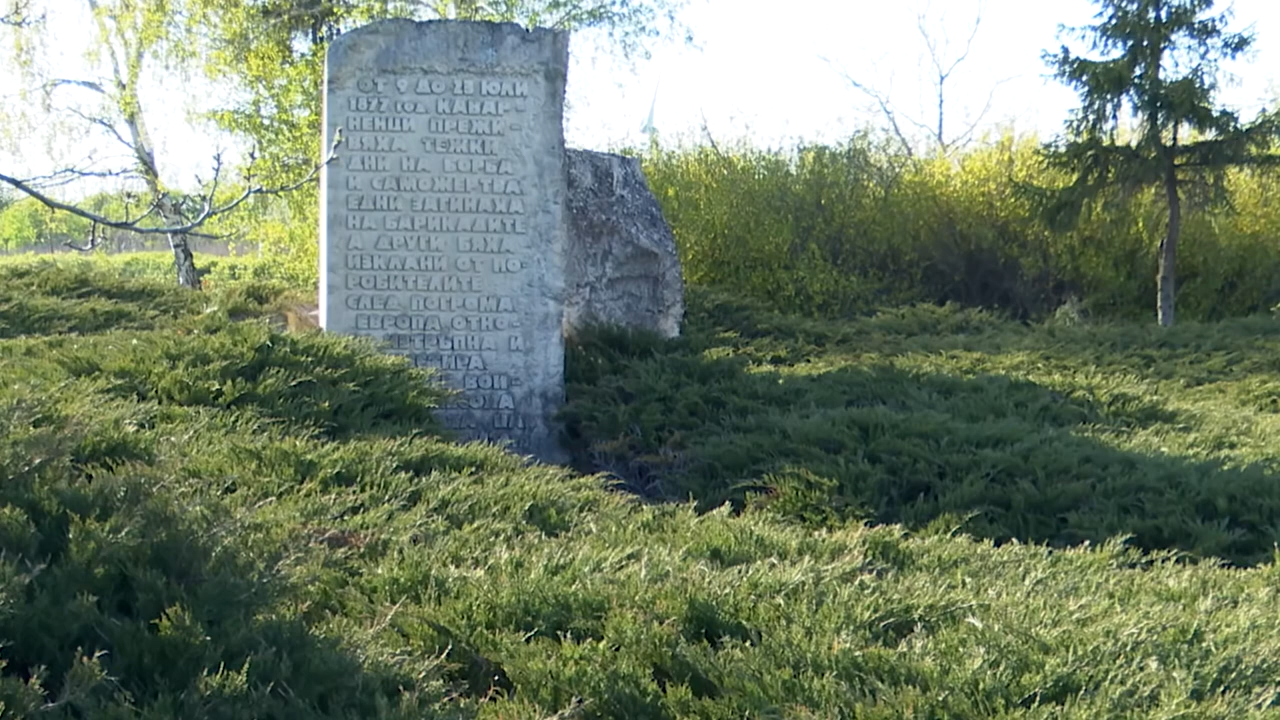 ОТ 9 ДО 28 ЮЛИ
1877 ГОД КАВАР-
НЕНЦИ ПРЕЖИ-
ВЯХА ТЕЖКИ
ДНИ НА БОРБА
И САМОЖЕРТВА.
ЕДНИ ЗАГИНАХА
НА БАРИКАДИТЕ
А ДРУГИ БЯХА
ИЗКЛАНИ ОТ ПО-
РОБИТЕЛИТЕ
СЛЕД ПОГРОМА
ЕВРОПА ОТНО-
И